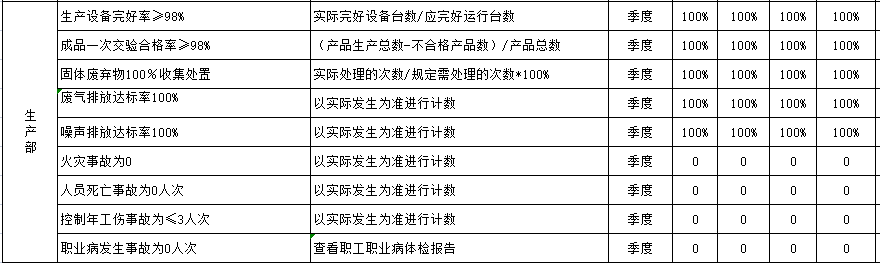 生产部
生产设备完好率≥98% 实际完好设备台数/应完好运行台数 季度 100% 100% 100% 100%
成品一次交验合格率≥98% （产品生产总数-不合格产品数）/产品总数 季度 100% 100% 100% 100%
固体废弃物100%收集处置 实际处理的次数/规定需处理的次数*100% 季度 100% 100% 100% 100%
废气排放达标率100% 以实际发生为准进行计数 季度 100% 100% 100% 100%
噪声排放达标率100% 以实际发生为准进行计数 季度 100% 100% 100% 100%
火灾事故为0 以实际发生为准进行计数 季度 0 0 0 0
人员死亡事故为0人次 以实际发生为准进行计数 季度 0 0 0 0
控制年工伤事故为≤3人次 以实际发生为准进行计数 季度 0 0 0 0
职业病发生事故为0人次 查看职工职业病体检报告 季度 0 0 0 0